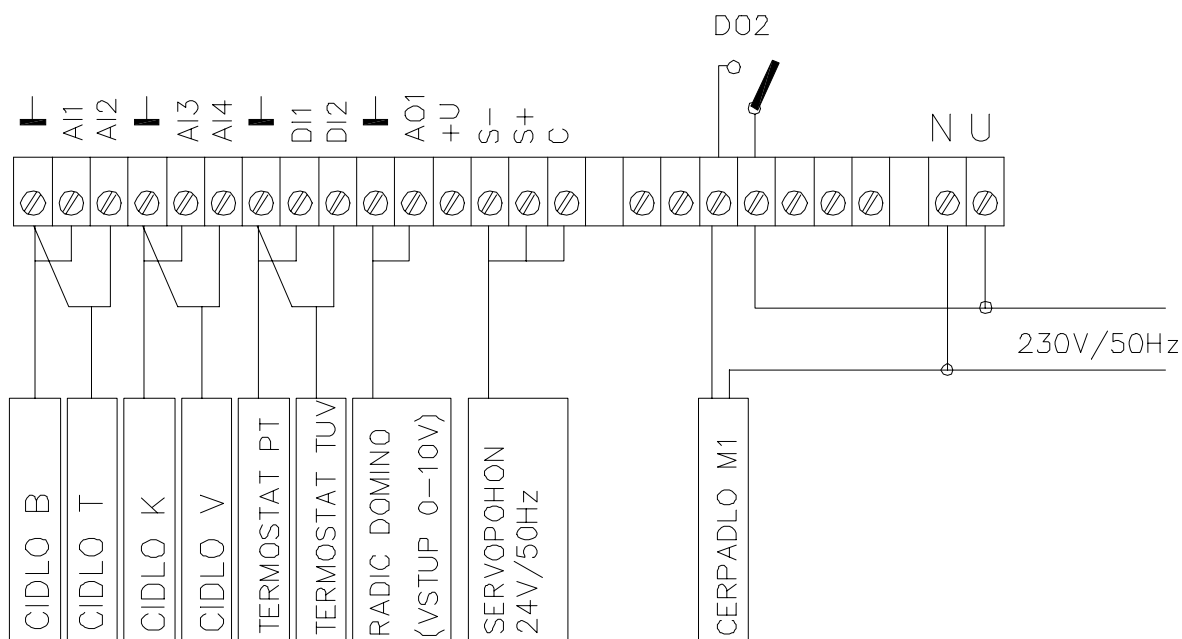 DO2
AI1
AI2
AI3
AI4
DI1
DI2
AO1
+U
S-
S+
C
N U
230V/50Hz
CIDLO B
CIDLO T
CIDLO K
CIDLO V
TERMOSTAT PT
TERMOSTAT TUV
RADIC DOMINO
(VSTUP 0-10V)
SERVOPOHON
24V/50Hz
CERPADLO M1